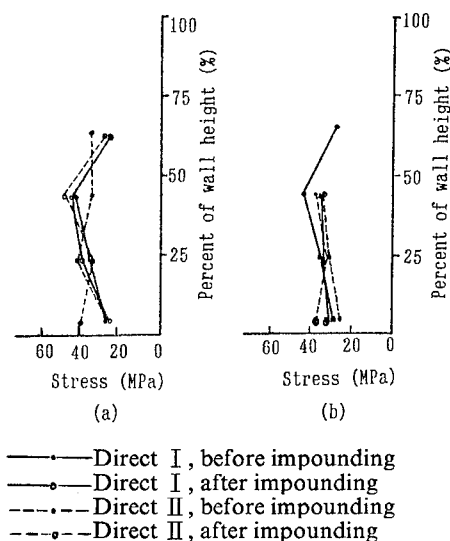 100
75
50
25
Percent of wall height (%)
60 40 20 0
Stress (MPa)
(a)
100
75
50
25
Percent of wall height (%)
60 40 20 0
Stress (MPa)
(b)
Direct Ⅰ, before impounding
Direct Ⅰ, after impounding
Direct Ⅱ, before impounding
Direct Ⅱ, after impounding